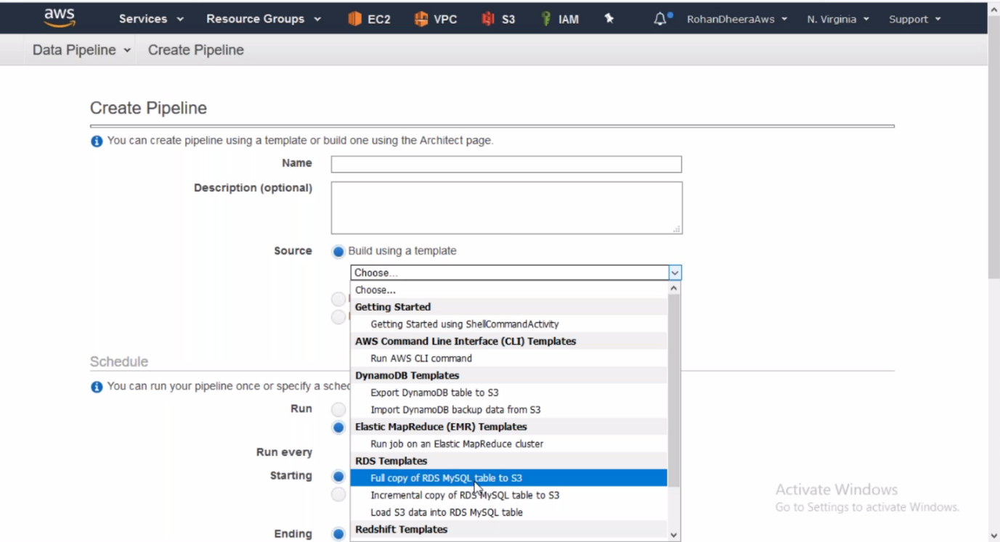 aws Services Resource Groups EC2 VPC S3 IAM RohanDheeraAws N. Virginia Support
Data Pipeline Create Pipeline
Create Pipeline
You can create pipeline using a template or build one using the Architect page.
Name
Description (optional)
Source Build using a template
Choose...
Choose...
Getting Started
Getting Started using ShellCommandActivity
AWS Command Line Interface (CLI) Templates
Schedule Run AWS CLI command
DynamoDB Templates
You can run your pipeline once or specify a
Export DynamoDB table to S3
Run Import DynamoDB backup data from S3
Elastic MapReduce (EMR) Templates
Run job on an Elastic MapReduce cluster
Run every
RDS Templates
Starting Full copy of RDS MySQL table to S3
Incremental copy of RDS MySQL table to S3
Load S3 data into RDS MySQL table
Ending Redshift Templates
Activate Windows
Go to Settings to activate Windows.